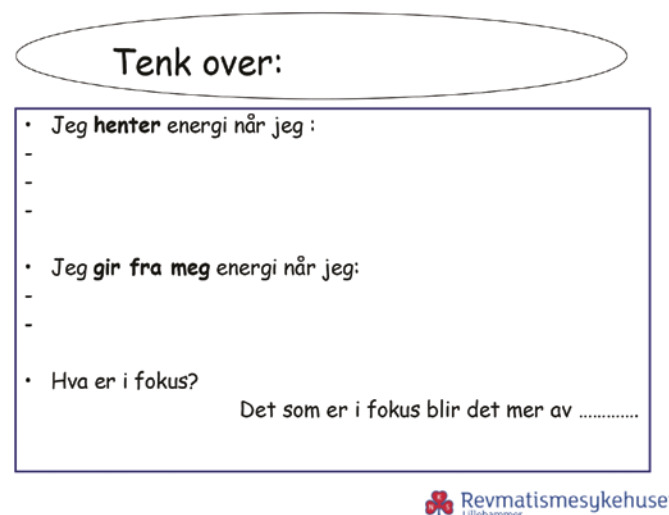 Tenk over:
• Jeg henter energi når jeg :
-
-
-
• Jeg gir fra meg energi når jeg:
-
-
• Hva er i fokus?
Det som er i fokus blir det mer av .............
Revmatismesykehuse
Lillehammer